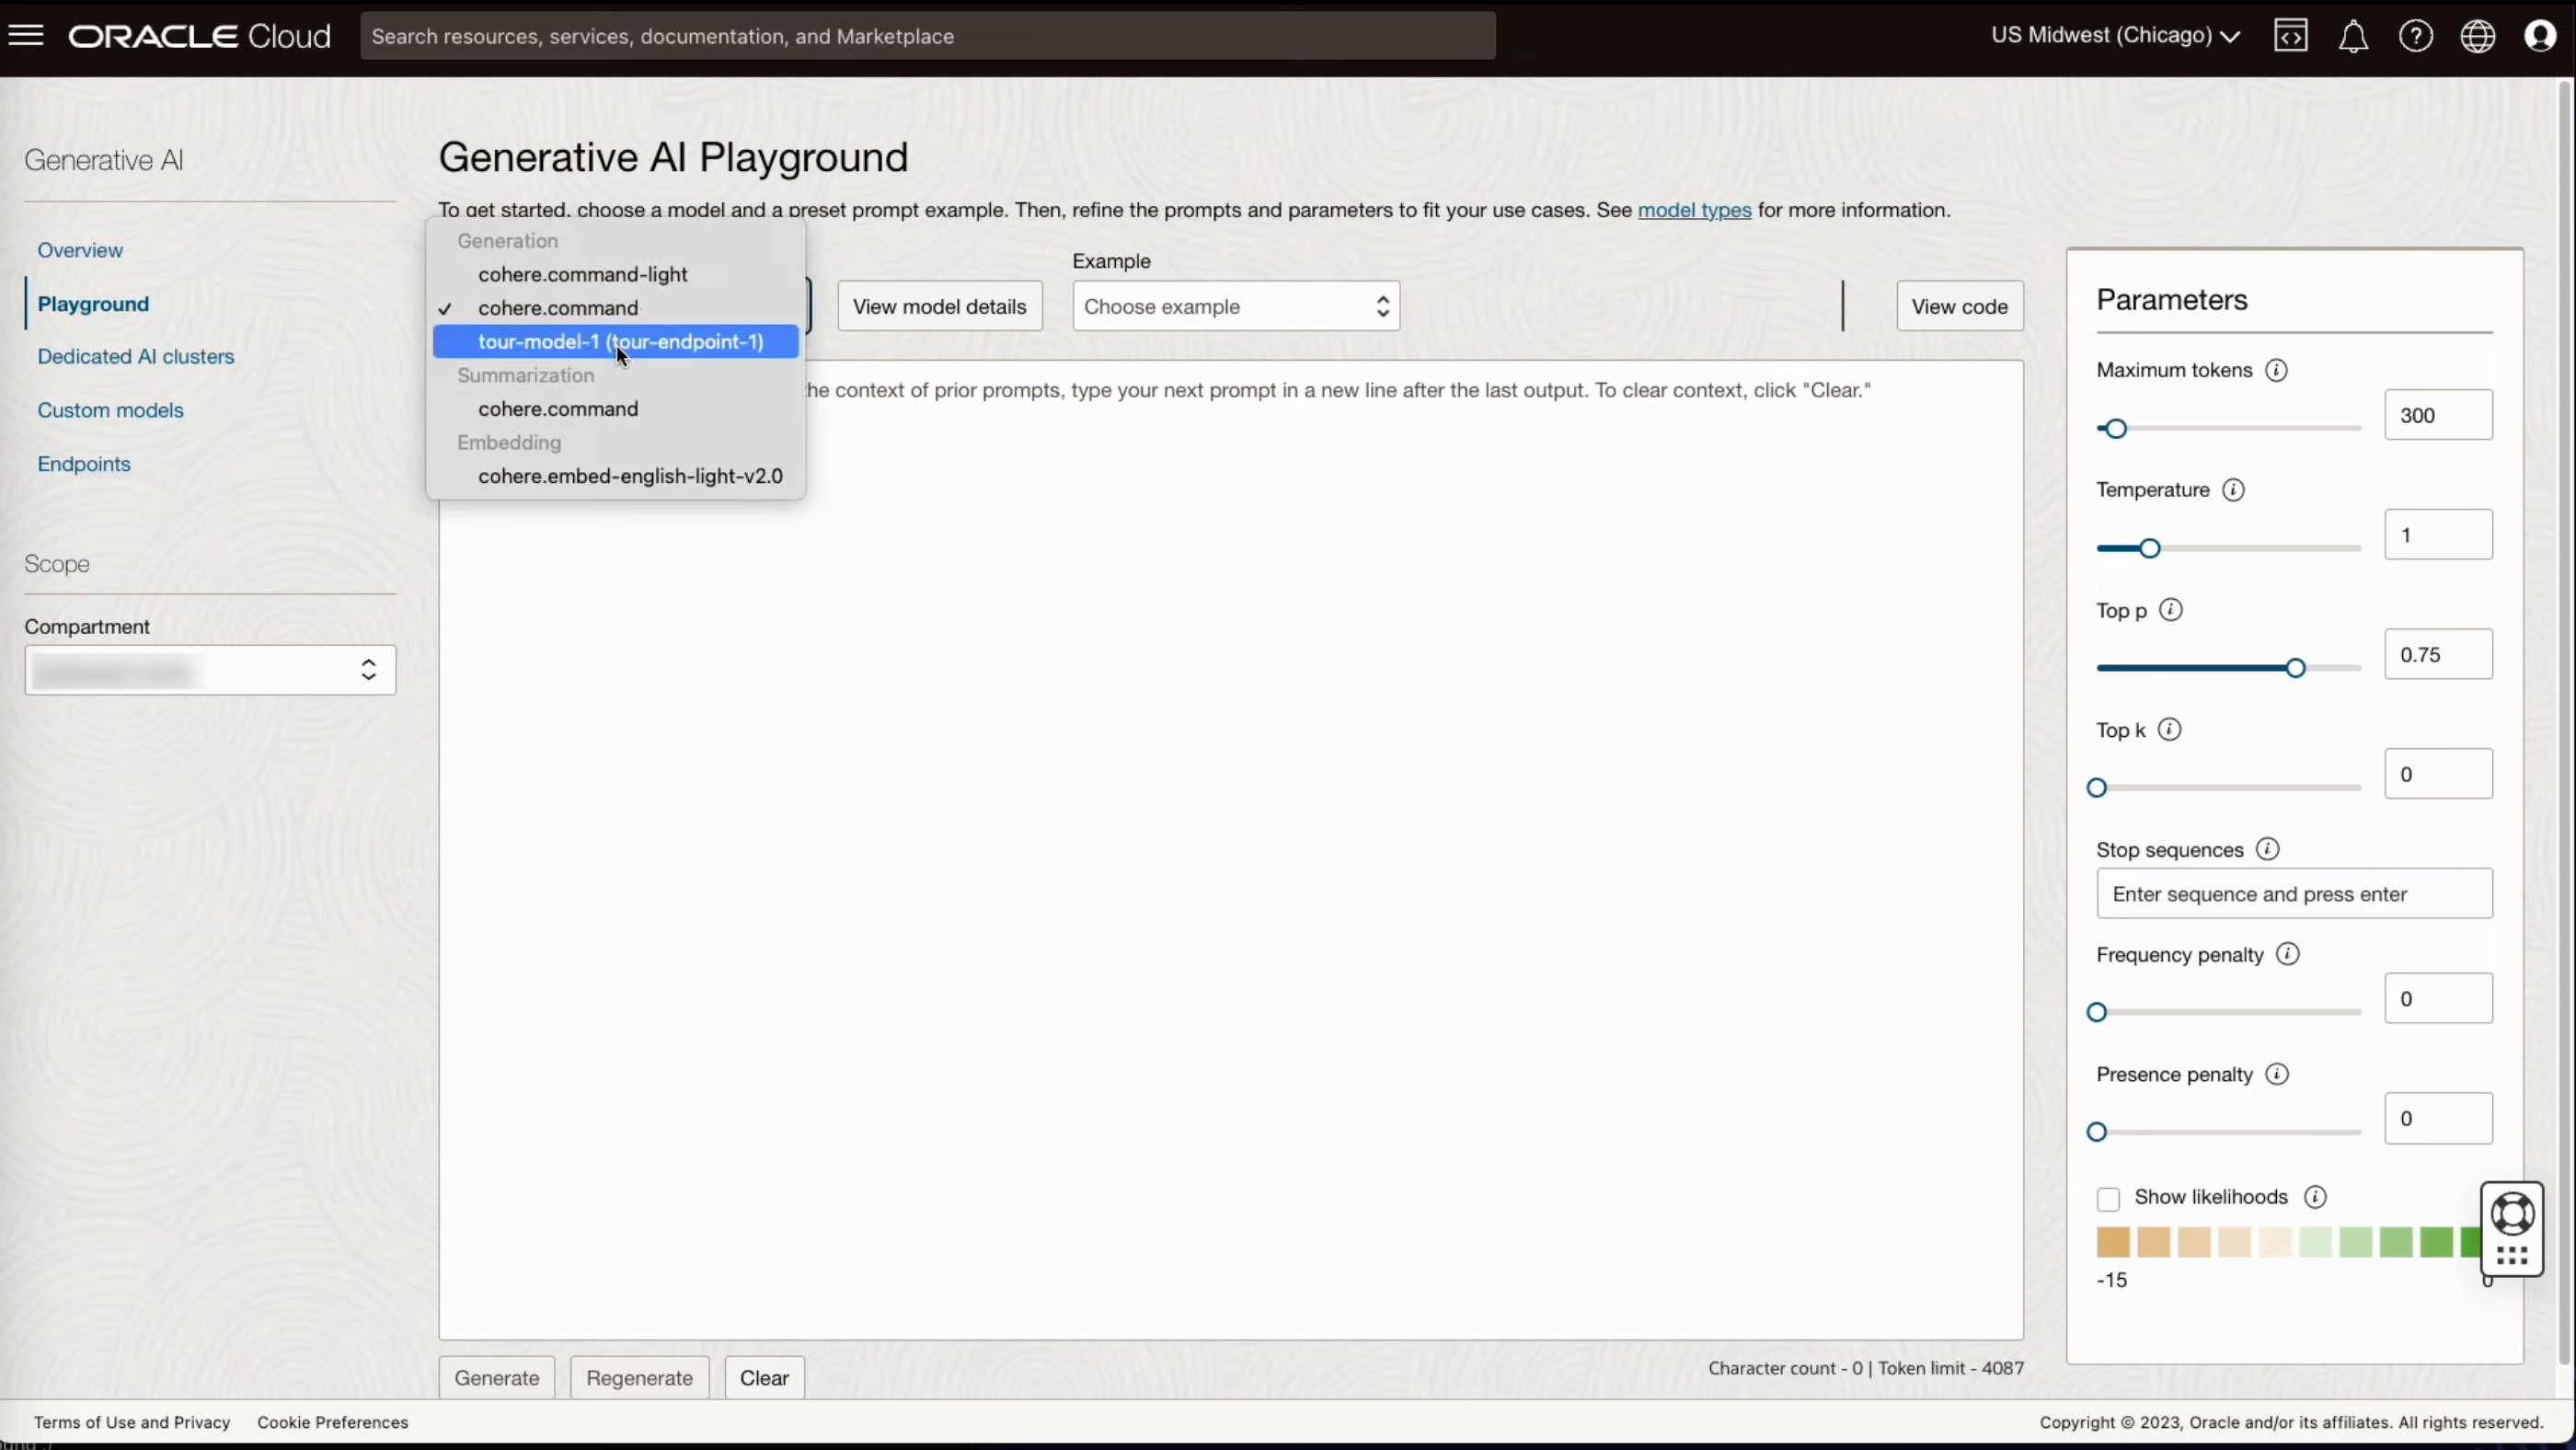 ORACLE Cloud
Search resources, services, documentation, and Marketplace
US Midwest (Chicago)
Generative AI
Overview
Playground
Dedicated AI clusters
Custom models
Endpoints
Scope
Compartment
Generative AI Playground
To get started, choose a model and a preset prompt example. Then, refine the prompts and parameters to fit your use cases. See model types for more information.
Generation
cohere.command-light
✓ cohere.command
tour-model-1 (tour-endpoint-1)
Summarization
cohere.command
Embedding
cohere.embed-english-light-v2.0
View model details
Example
Choose example
View code
the context of prior prompts, type your next prompt in a new line after the last output. To clear context, click "Clear."
Generate
Regenerate
Clear
Character count - 0 | Token limit - 4087
Parameters
Maximum tokens
300
Temperature
1
Top p
0.75
Top k
0
Stop sequences
Enter sequence and press enter
Frequency penalty
0
Presence penalty
0
Show likelihoods
-15
0
Terms of Use and Privacy
Cookie Preferences
Copyright © 2023, Oracle and/or its affiliates. All rights reserved.